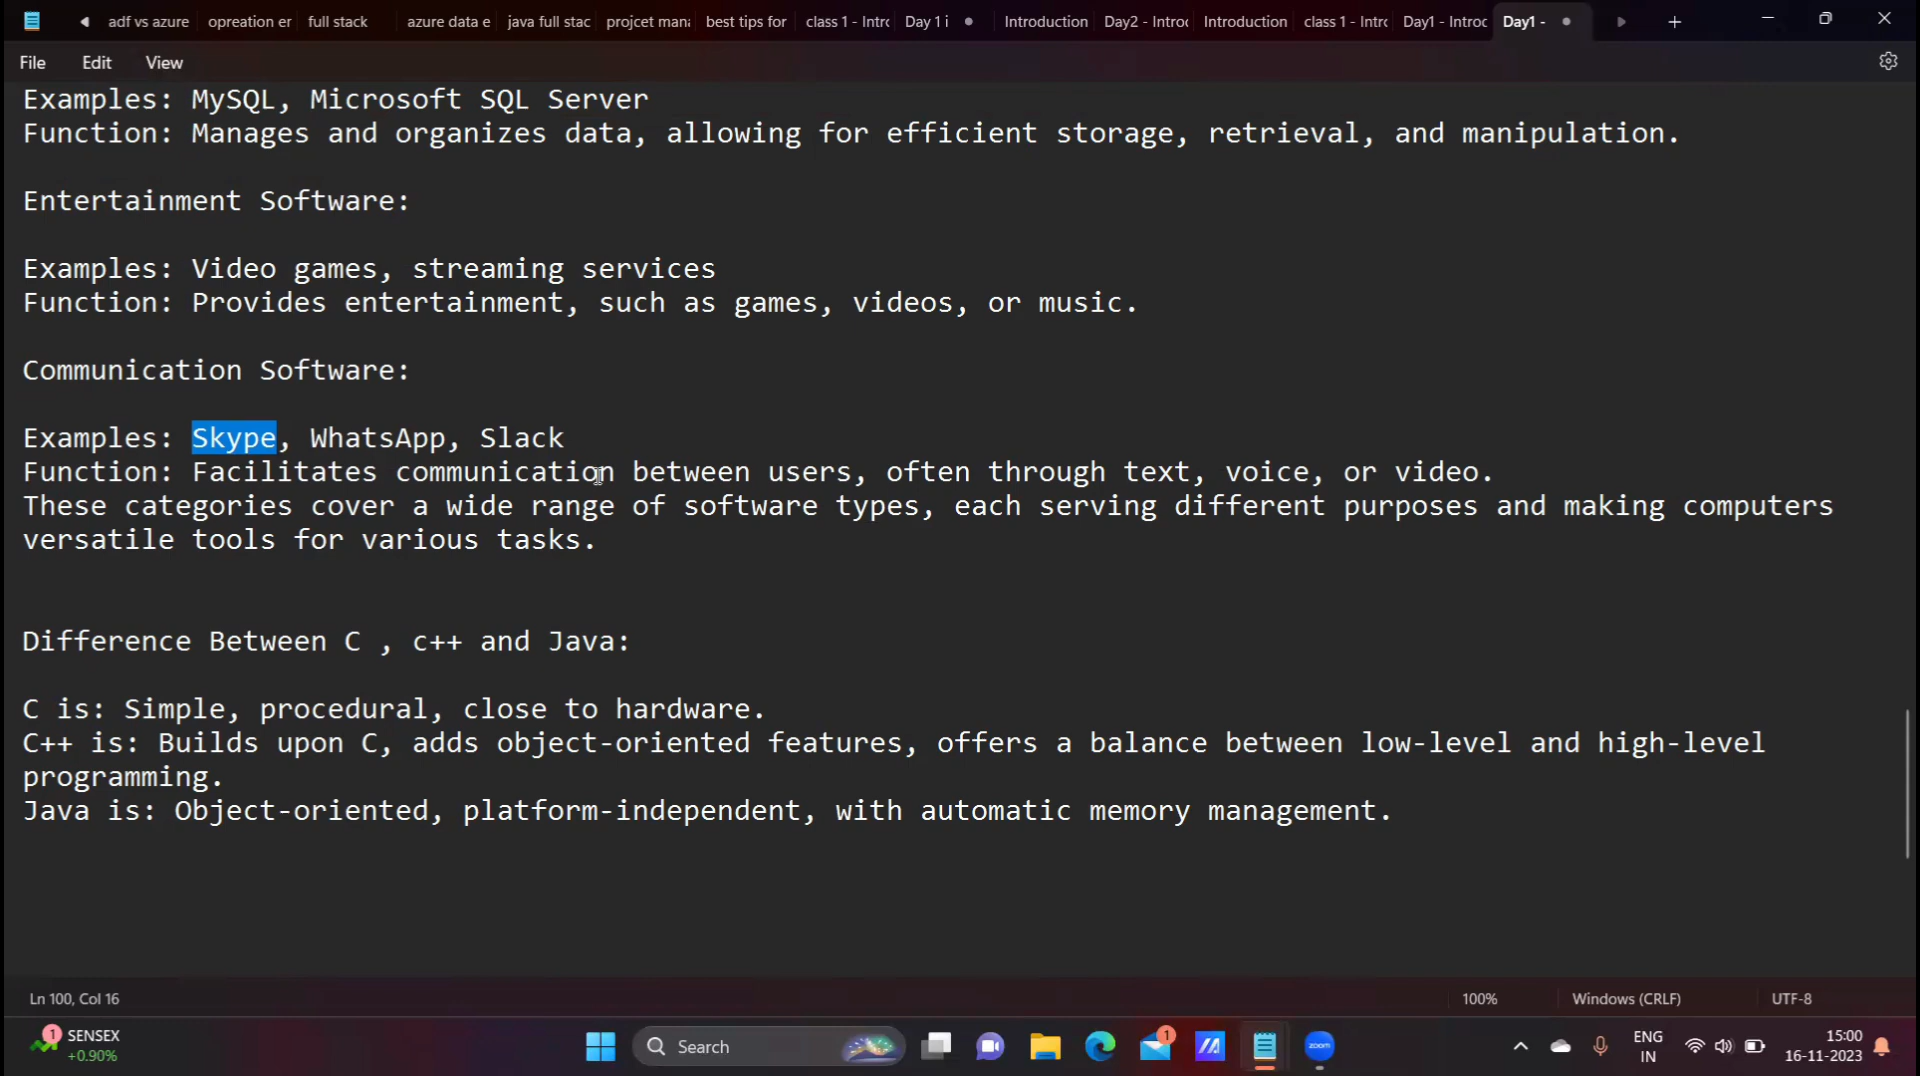 adf vs azure
opreation er
full stack
azure data e
java full stac
projcet mana
best tips for
class 1 - Intro
Day 1 i
Introduction
Day2 - Introd
Introduction
class 1 - Intro
Day1 - Introd
Day1 -
File Edit View
Examples: MySQL, Microsoft SQL Server
Function: Manages and organizes data, allowing for efficient storage, retrieval, and manipulation.
Entertainment Software:
Examples: Video games, streaming services
Function: Provides entertainment, such as games, videos, or music.
Communication Software:
Examples: Skype, WhatsApp, Slack
Function: Facilitates communication between users, often through text, voice, or video.
These categories cover a wide range of software types, each serving different purposes and making computers
versatile tools for various tasks.
Difference Between C , c++ and Java:
C is: Simple, procedural, close to hardware.
C++ is: Builds upon C, adds object-oriented features, offers a balance between low-level and high-level
programming.
Java is: Object-oriented, platform-independent, with automatic memory management.
Ln 100, Col 16
100%
Windows (CRLF)
UTF-8
1
SENSEX
+0.90%
Search
1
zoom
ENG
IN
15:00
16-11-2023